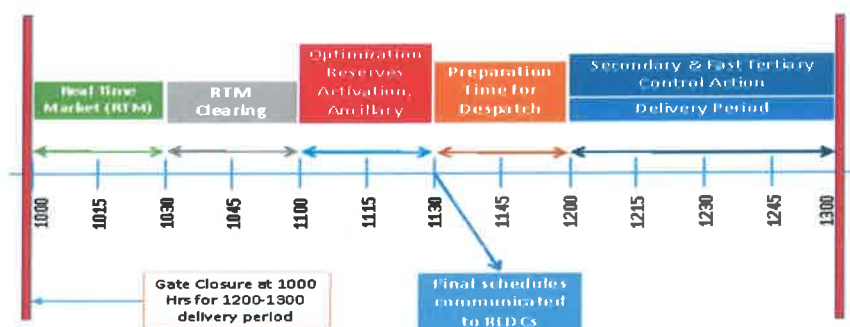 Real Time
Market (RTM)
RTM
Clearing
Optimization
Reserves
Activation,
Ancillary
Preparation
Time for
Despatch
Secondary & Fast Tertiary
Control Action
Delivery Period
1000
1015
1030
1045
1100
1115
1130
1145
1200
1215
1230
1245
1300
Gate Closure at 1000
Hrs for 1200-1300
delivery period
Final schedules
communicated
to RLDCs